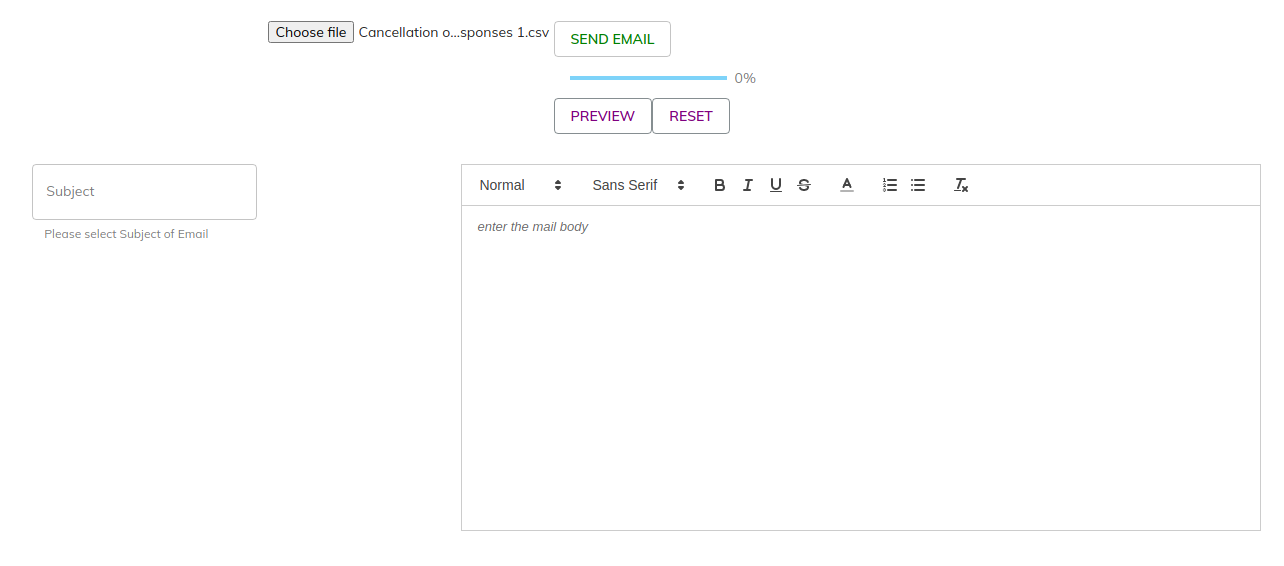 Choose file Cancellation o...sponses 1.csv SEND EMAIL
0%
PREVIEW RESET
Subject
Please select Subject of Email
Normal Sans Serif B I U S A
enter the mail body